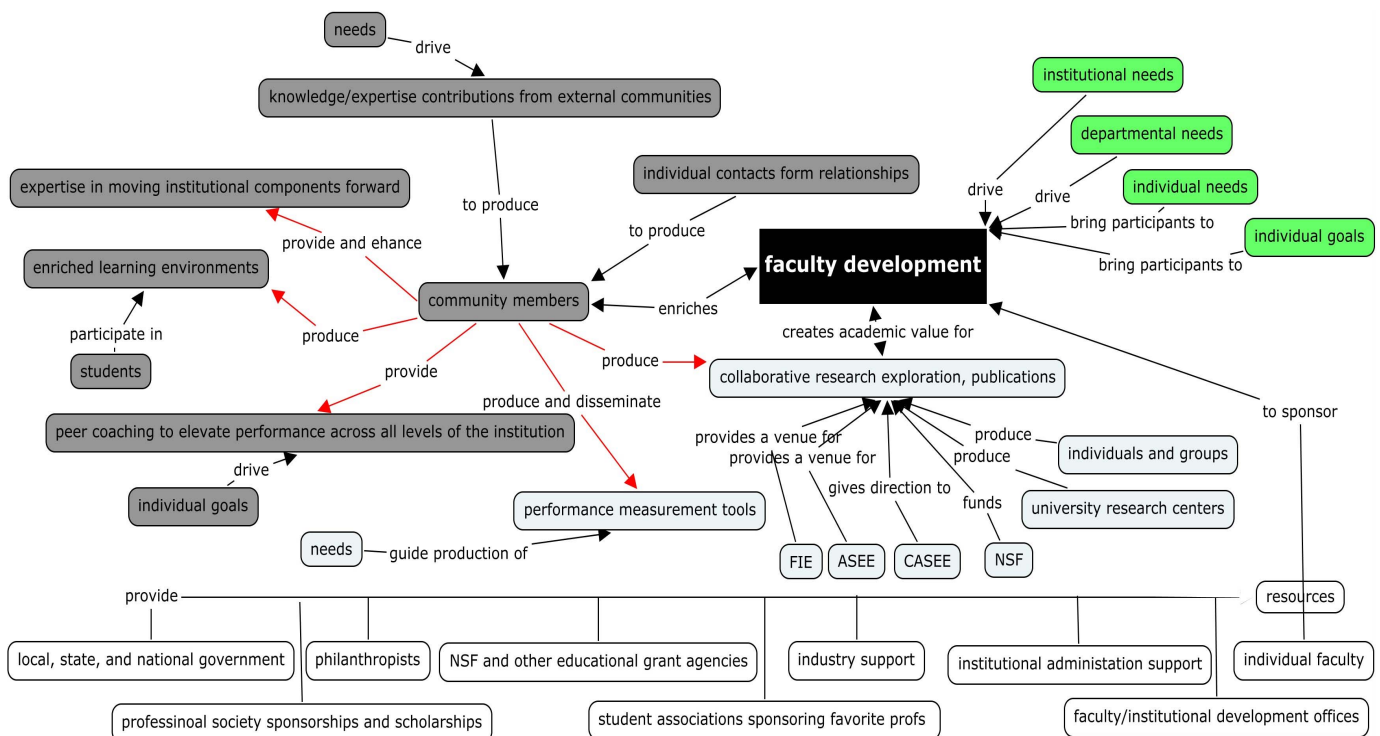 needs
drive
institutional needs
knowledge/expertise contributions from external communities
departmental needs
individual contacts form relationships
expertise in moving institutional components forward
drive
drive
individual needs
to produce
bring participants to
to produce
individual goals
provide and ehance
faculty development
bring participants to
enriched learning environments
community members
enriches
participate in
produce
creates academic value for
students
provide
produce
collaborative research exploration, publications
produce and disseminate
to sponsor
peer coaching to elevate performance across all levels of the institution
provides a venue for
produce
individuals and groups
provides a venue for
produce
drive
gives direction to
funds
individual goals
performance measurement tools
university research centers
needs
guide production of
FIE
ASEE
CASEE
NSF
provide
resources
local, state, and national government
philanthropists
NSF and other educational grant agencies
industry support
institutional administation support
individual faculty
professinoal society sponsorships and scholarships
student associations sponsoring favorite profs
faculty/institutional development offices